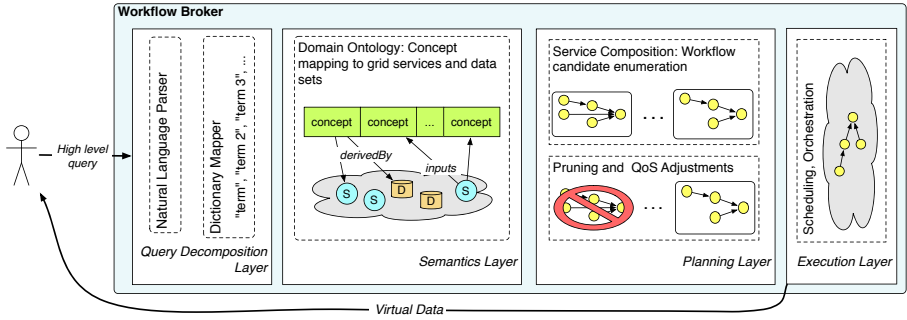 Workflow Broker
High level
query
Natural Language Parser
Dictionary Mapper
"term", "term 2", "term 3", ...
Query Decomposition
Layer
Domain Ontology: Concept
mapping to grid services and data
sets
concept concept ... concept
derivedBy
inputs
S S D D S
Semantics Layer
Service Composition: Workflow
candidate enumeration
. . .
Pruning and QoS Adjustments
. . .
Planning Layer
Scheduling, Orchestration
Execution Layer
Virtual Data